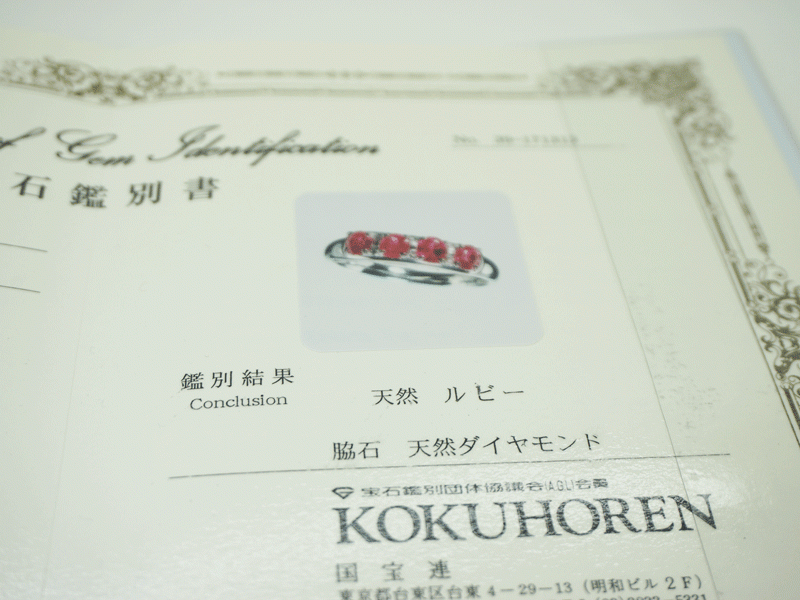 of Gem Identification
石鑑別書
鑑別結果
Conclusion
天然 ルビー
脇石 天然ダイヤモンド
宝石鑑別団体協議会(AGL)会員
KOKUHOREN
国宝連
東京都台東区台東4-29-13(明和ビル2F)